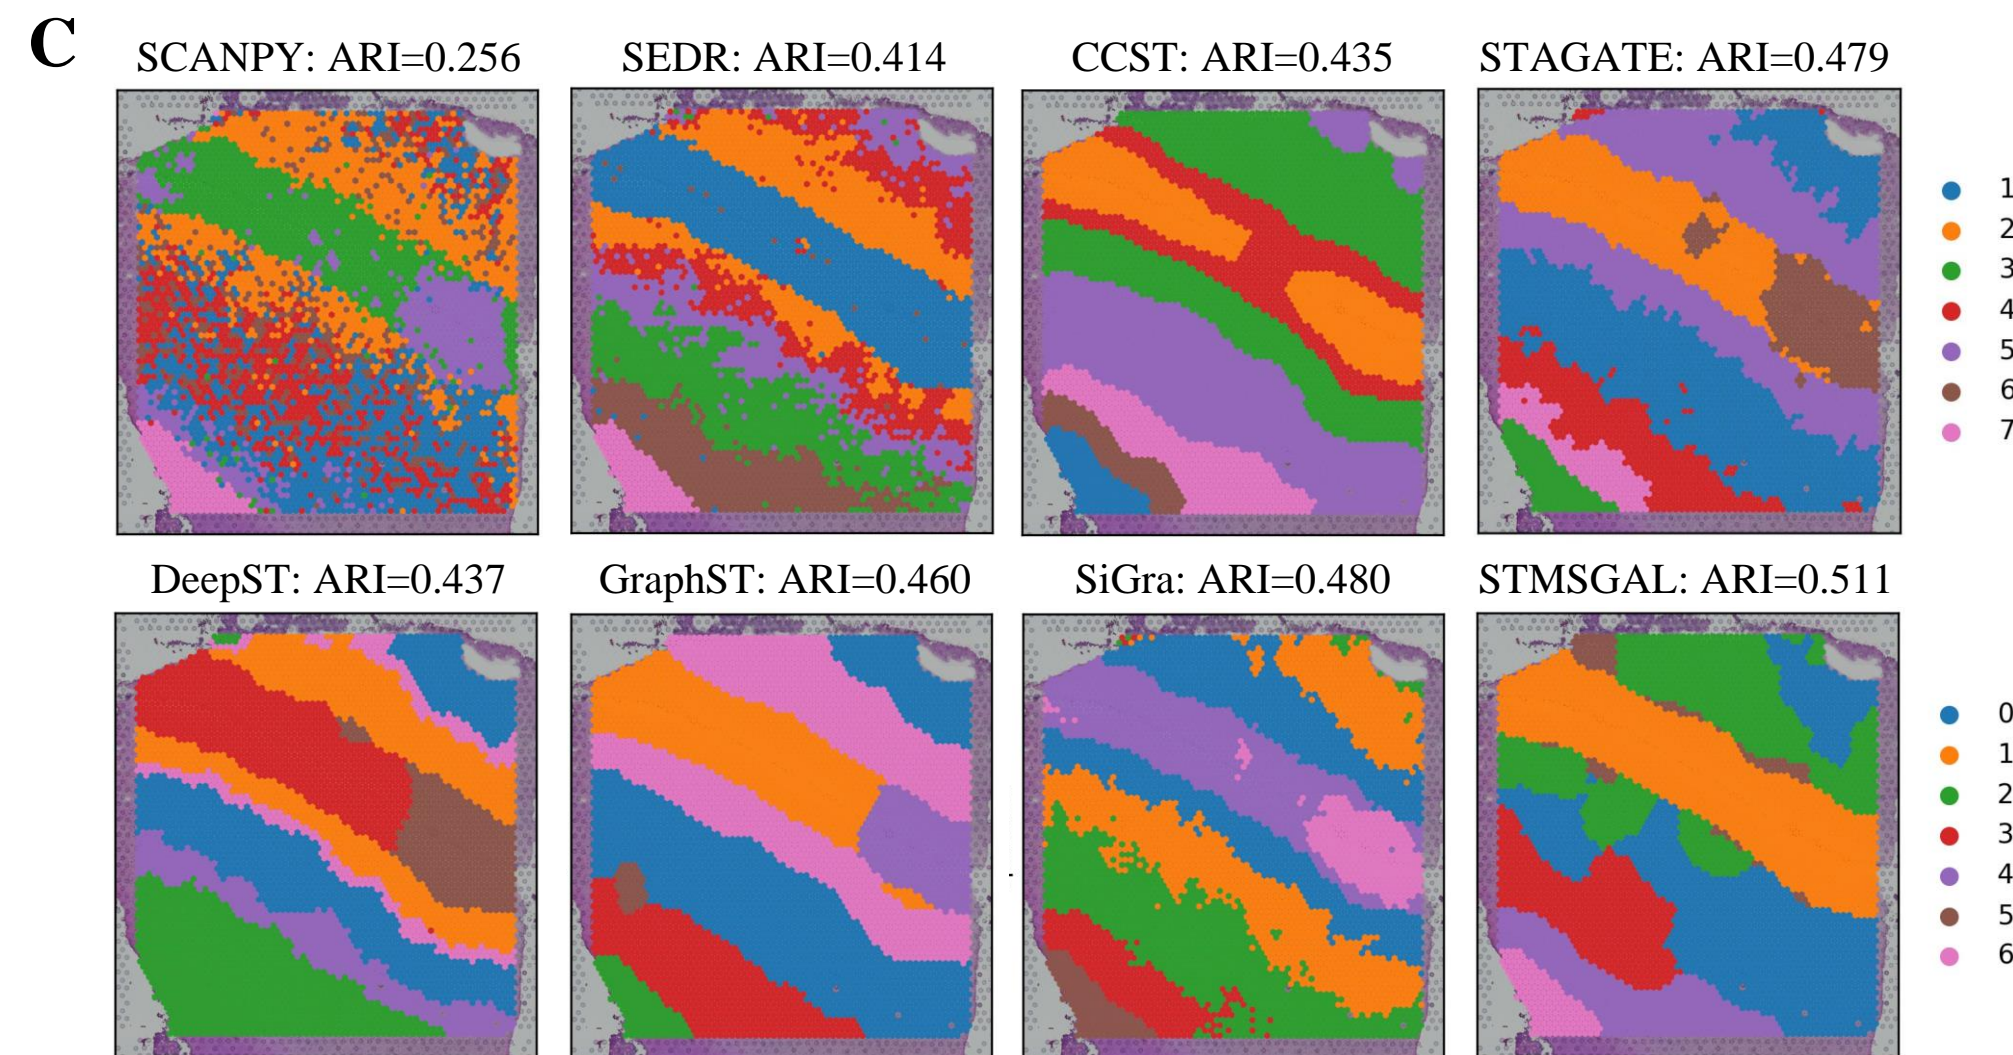 C
SCANPY: ARI=0.256
SEDR: ARI=0.414
CCST: ARI=0.435
STAGATE: ARI=0.479
1
2
3
4
5
6
7
DeepST: ARI=0.437
GraphST: ARI=0.460
SiGra: ARI=0.480
STMSGAL: ARI=0.511
0
1
2
3
4
5
6